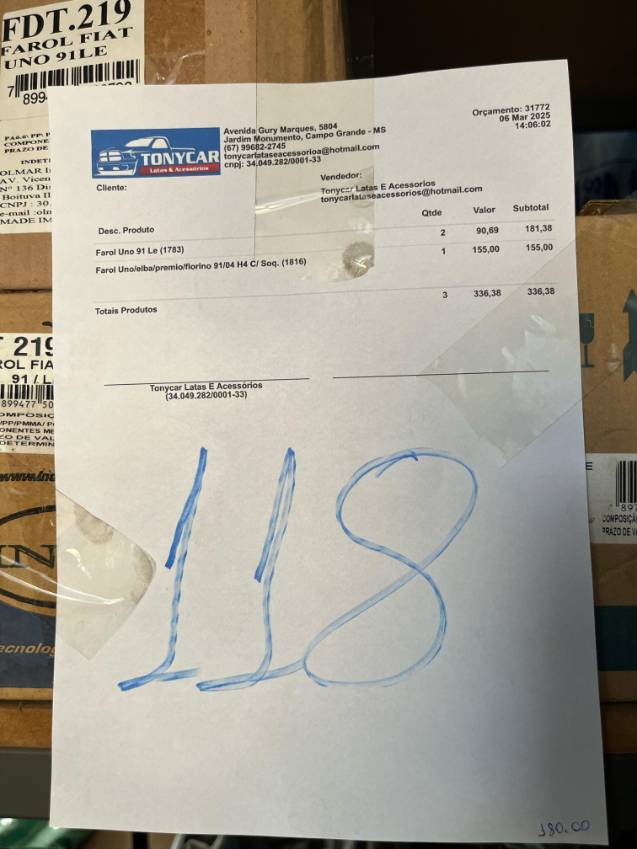 FDT.219
FAROL FIAT
UNO 91LE
TONYCAR
Latas & Acessórios
Avenida Gury Marques, 5804
Jardim Monumento, Campo Grande - MS
(67) 99682-2745
tonycarlataseacessorioa@hotmail.com
cnpj: 34.049.282/0001-33
Orçamento: 31772
06 Mar 2025
14:06:02
Cliente:
Vendedor:
Tonycar Latas E Acessorios
tonycarlataseacessorios@hotmail.com
Desc. Produto Qtde Valor Subtotal
Farol Uno 91 Le (1783) 2 90,69 181,38
Farol Uno/elba/premio/fiorino 91/04 H4 C/ Soq. (1816) 1 155,00 155,00
Totais Produtos 3 336,38 336,38
Tonycar Latas E Acessórios
(34.049.282/0001-33)
118
180.00
219
91 / L